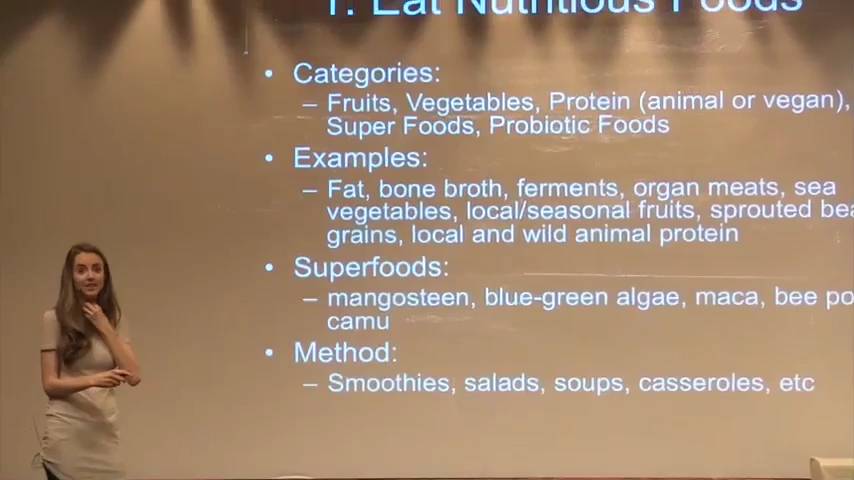 1. Eat Nutritious Foods
• Categories:
– Fruits, Vegetables, Protein (animal or vegan),
Super Foods, Probiotic Foods
• Examples:
– Fat, bone broth, ferments, organ meats, sea
vegetables, local/seasonal fruits, sprouted
grains, local and wild animal protein
• Superfoods:
– mangosteen, blue-green algae, maca, bee
camu
• Method:
– Smoothies, salads, soups, casseroles, etc